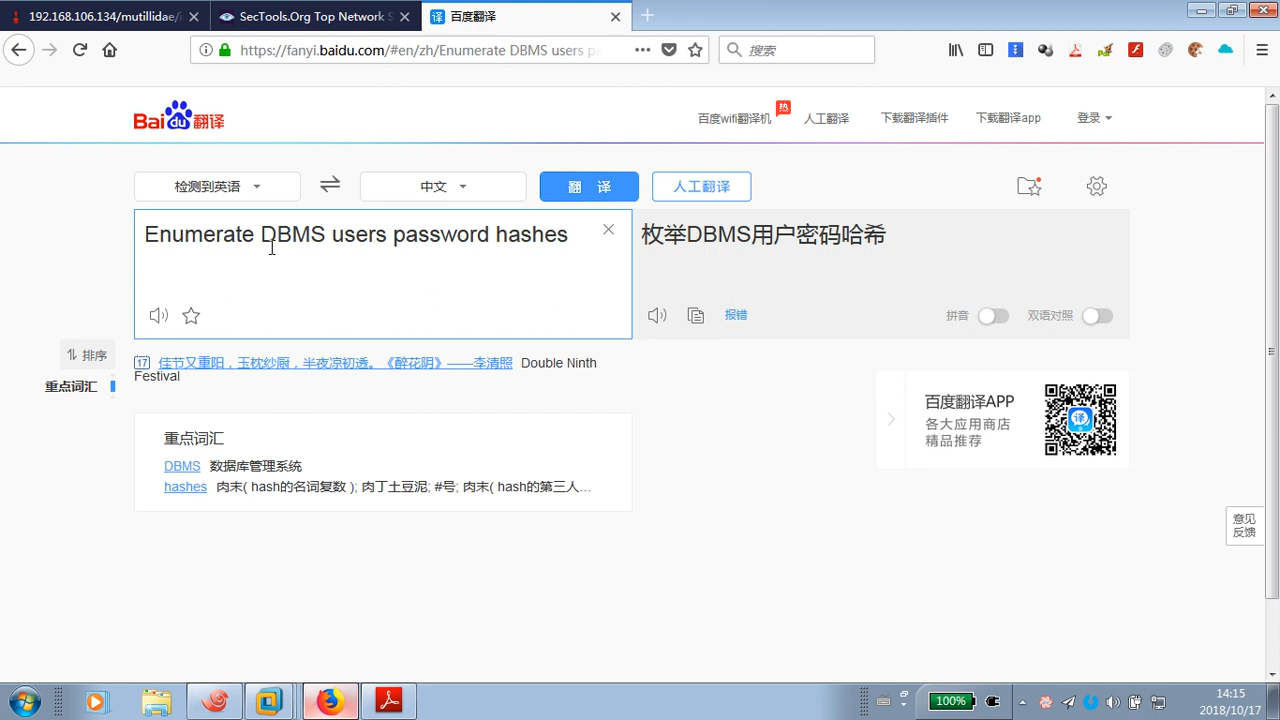 192.168.106.134/mutillidae/i
SecTools.Org Top Network S
百度翻译
https://fanyi.baidu.com/#en/zh/Enumerate DBMS users pa
搜索
Bai du 翻译
百度wifi翻译机
热
人工翻译
下载翻译插件
下载翻译app
登录
检测到英语
中文
翻 译
人工翻译
Enumerate DBMS users password hashes
枚举DBMS用户密码哈希
报错
拼音
双语对照
排序
重点词汇
17 佳节又重阳，玉枕纱厨，半夜凉初透。《醉花阴》——李清照 Double Ninth
Festival
百度翻译APP
各大应用商店
精品推荐
译
重点词汇
DBMS 数据库管理系统
hashes 肉末( hash的名词复数 ); 肉丁土豆泥; #号; 肉末( hash的第三人...
意见
反馈
100%
14:15
2018/10/17